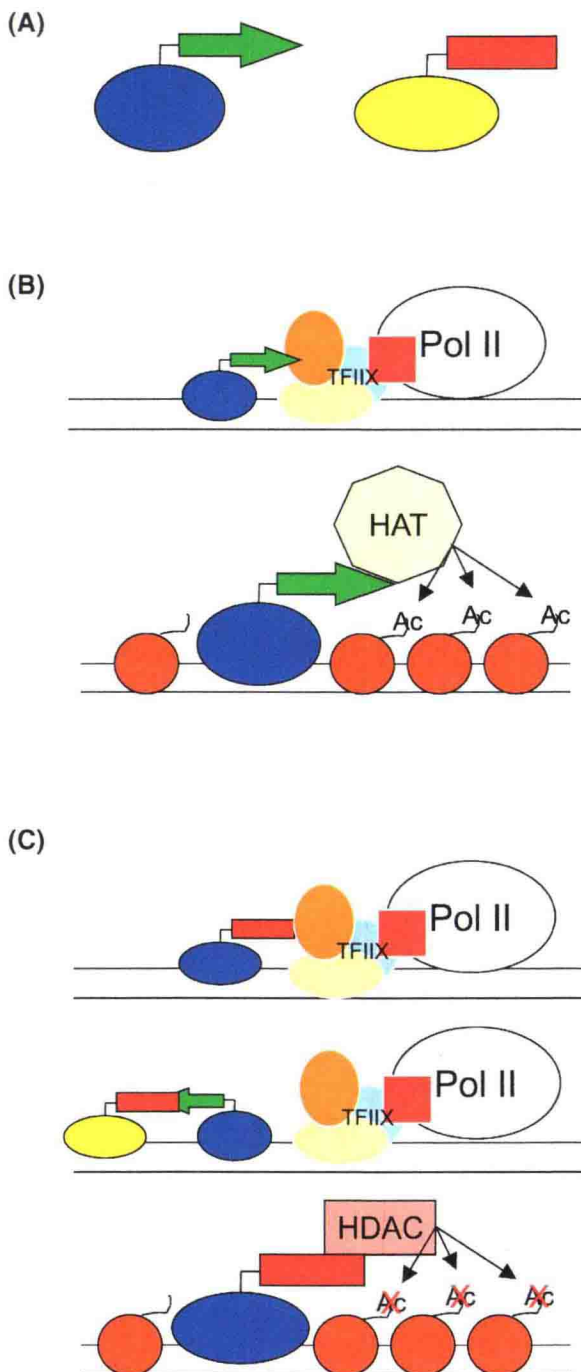 (A)
(B)
TFIIX
Pol II
HAT
Ac
Ac
Ac
(C)
TFIIX
Pol II
TFIIX
Pol II
HDAC
Ac
Ac
Ac